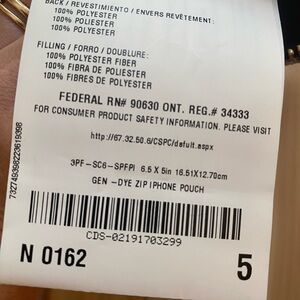 BACK / REVESTIMIENTO / ENVERS REVÊTEMENT:
100% POLYESTER
100% POLIESTER
100% POLYESTER
FILLING / FORRO / DOUBLURE:
100% POLYESTER FIBER
100% FIBRA DE POLIESTER
100% FIBRES DE POLYESTER
FEDERAL RN# 90630 ONT. REG.# 34333
FOR CONSUMER PRODUCT SAFETY INFORMATION, PLEASE VISIT
http://67.32.50.6/CSPC/dafult.aspx
3PF-SC6-SPFPI 6.5 X 5in 16.51X12.70cm
GEN -DYE ZIP IPHONE POUCH
CDS-02191703299
N 0162 5
732749398223619398